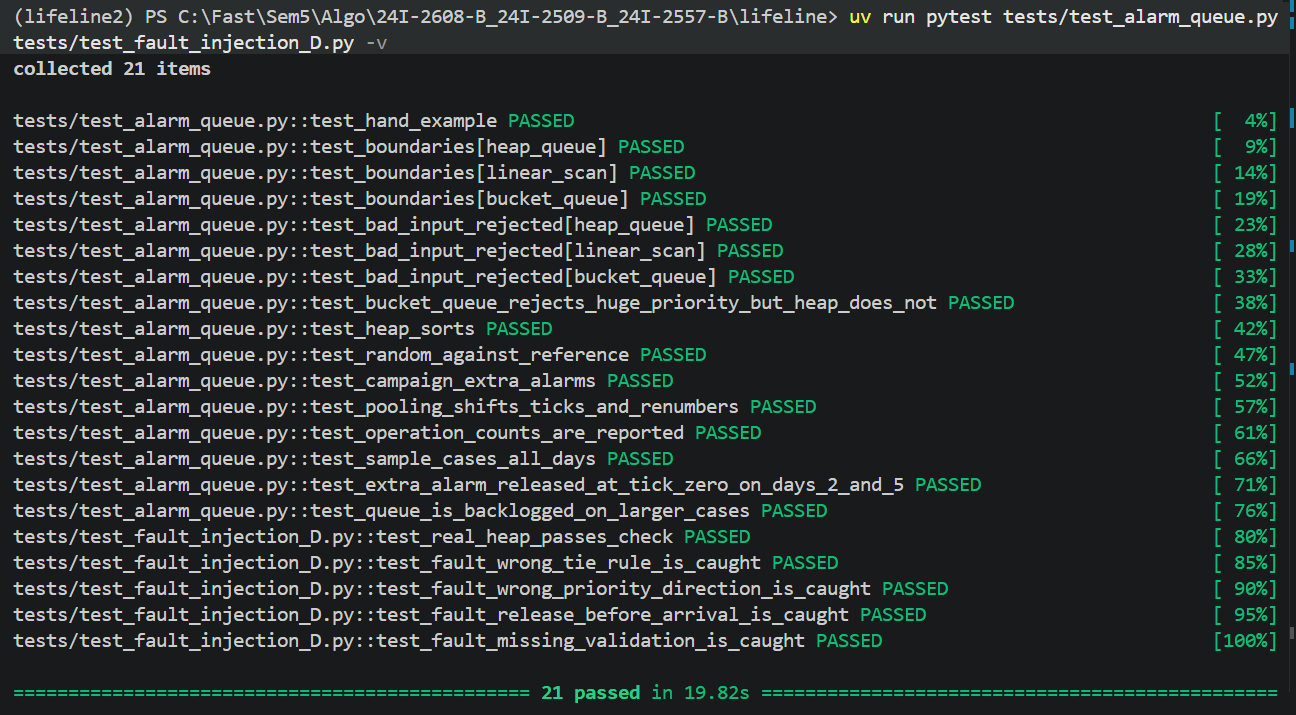 (lifeline2) PS C:\Fast\Sem5\Algo\24I-2608-B_24I-2509-B_24I-2557-B\lifeline> uv run pytest tests/test_alarm_queue.py
tests/test_fault_injection_D.py -v
collected 21 items
tests/test_alarm_queue.py::test_hand_example PASSED [  4%]
tests/test_alarm_queue.py::test_boundaries[heap_queue] PASSED [  9%]
tests/test_alarm_queue.py::test_boundaries[linear_scan] PASSED [ 14%]
tests/test_alarm_queue.py::test_boundaries[bucket_queue] PASSED [ 19%]
tests/test_alarm_queue.py::test_bad_input_rejected[heap_queue] PASSED [ 23%]
tests/test_alarm_queue.py::test_bad_input_rejected[linear_scan] PASSED [ 28%]
tests/test_alarm_queue.py::test_bad_input_rejected[bucket_queue] PASSED [ 33%]
tests/test_alarm_queue.py::test_bucket_queue_rejects_huge_priority_but_heap_does_not PASSED [ 38%]
tests/test_alarm_queue.py::test_heap_sorts PASSED [ 42%]
tests/test_alarm_queue.py::test_random_against_reference PASSED [ 47%]
tests/test_alarm_queue.py::test_campaign_extra_alarms PASSED [ 52%]
tests/test_alarm_queue.py::test_pooling_shifts_ticks_and_renumbers PASSED [ 57%]
tests/test_alarm_queue.py::test_operation_counts_are_reported PASSED [ 61%]
tests/test_alarm_queue.py::test_sample_cases_all_days PASSED [ 66%]
tests/test_alarm_queue.py::test_extra_alarm_released_at_tick_zero_on_days_2_and_5 PASSED [ 71%]
tests/test_alarm_queue.py::test_queue_is_backlogged_on_larger_cases PASSED [ 76%]
tests/test_fault_injection_D.py::test_real_heap_passes_check PASSED [ 80%]
tests/test_fault_injection_D.py::test_fault_wrong_tie_rule_is_caught PASSED [ 85%]
tests/test_fault_injection_D.py::test_fault_wrong_priority_direction_is_caught PASSED [ 90%]
tests/test_fault_injection_D.py::test_fault_release_before_arrival_is_caught PASSED [ 95%]
tests/test_fault_injection_D.py::test_fault_missing_validation_is_caught PASSED [100%]
=============================================== 21 passed in 19.82s ===============================================